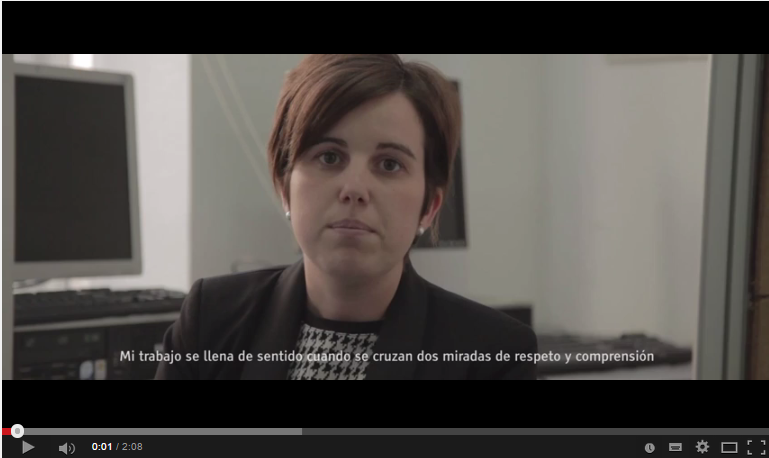 Mi trabajo se llena de sentido cuando se cruzan dos miradas de respeto y comprensión
0:01 / 2:08